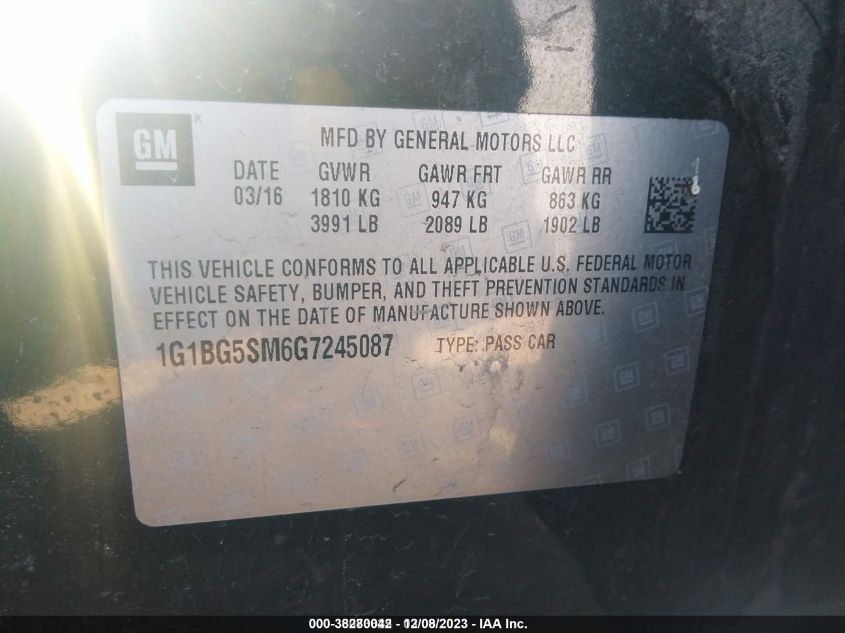 GM
MFD BY GENERAL MOTORS LLC
DATE GVWR GAWR FRT GAWR RR
03/16 1810 KG 947 KG 863 KG
3991 LB 2089 LB 1902 LB
THIS VEHICLE CONFORMS TO ALL APPLICABLE U.S. FEDERAL MOTOR
VEHICLE SAFETY, BUMPER, AND THEFT PREVENTION STANDARDS IN
EFFECT ON THE DATE OF MANUFACTURE SHOWN ABOVE.
1G1BG5SM6G7245087 TYPE: PASS CAR
12/08/2023 - IAA Inc.